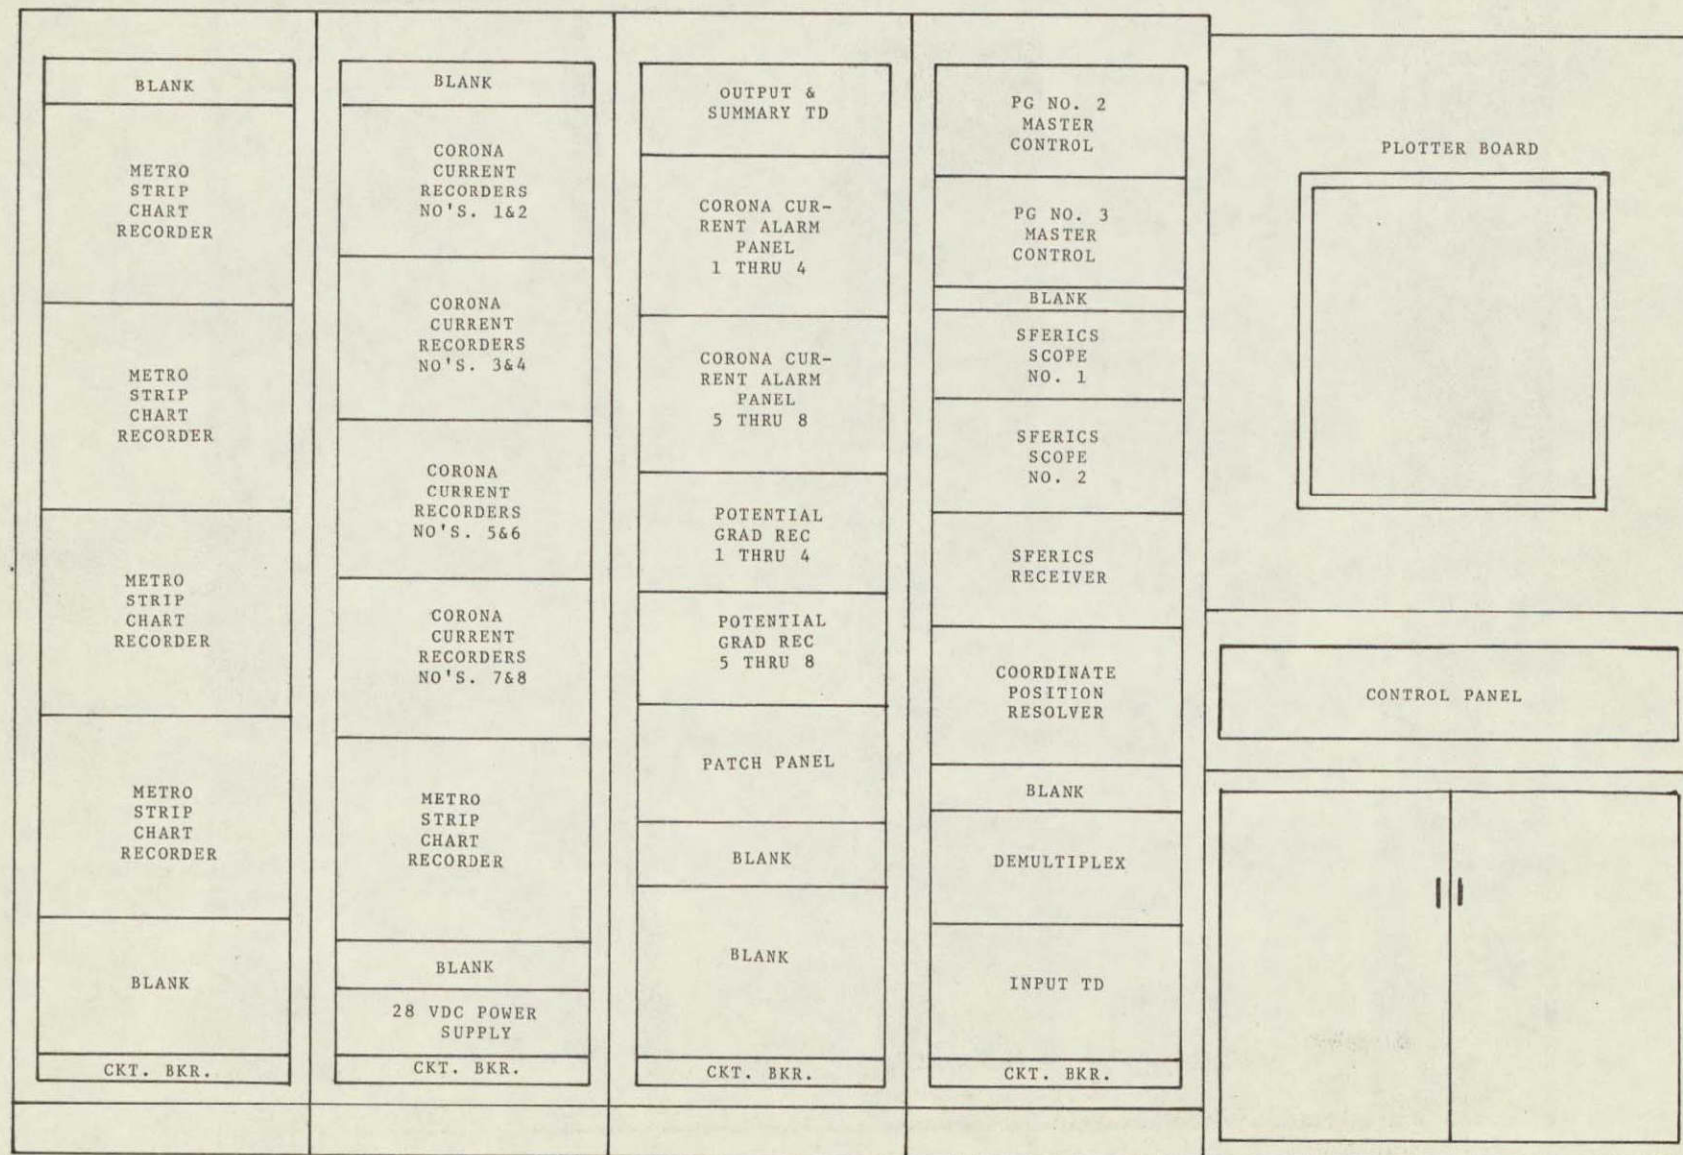 BLANK
METRO
STRIP
CHART
RECORDER
METRO
STRIP
CHART
RECORDER
METRO
STRIP
CHART
RECORDER
METRO
STRIP
CHART
RECORDER
BLANK
CKT. BKR.
BLANK
CORONA
CURRENT
RECORDERS
NO'S. 1&2
CORONA
CURRENT
RECORDERS
NO'S. 3&4
CORONA
CURRENT
RECORDERS
NO'S. 5&6
CORONA
CURRENT
RECORDERS
NO'S. 7&8
METRO
STRIP
CHART
RECORDER
BLANK
28 VDC POWER
SUPPLY
CKT. BKR.
OUTPUT &
SUMMARY TD
CORONA CUR-
RENT ALARM
PANEL
1 THRU 4
CORONA CUR-
RENT ALARM
PANEL
5 THRU 8
POTENTIAL
GRAD REC
1 THRU 4
POTENTIAL
GRAD REC
5 THRU 8
PATCH PANEL
BLANK
BLANK
CKT. BKR.
PG NO. 2
MASTER
CONTROL
PG NO. 3
MASTER
CONTROL
BLANK
SFERICS
SCOPE
NO. 1
SFERICS
SCOPE
NO. 2
SFERICS
RECEIVER
COORDINATE
POSITION
RESOLVER
BLANK
DEMULTIPLEX
INPUT TD
CKT. BKR.
PLOTTER BOARD
CONTROL PANEL